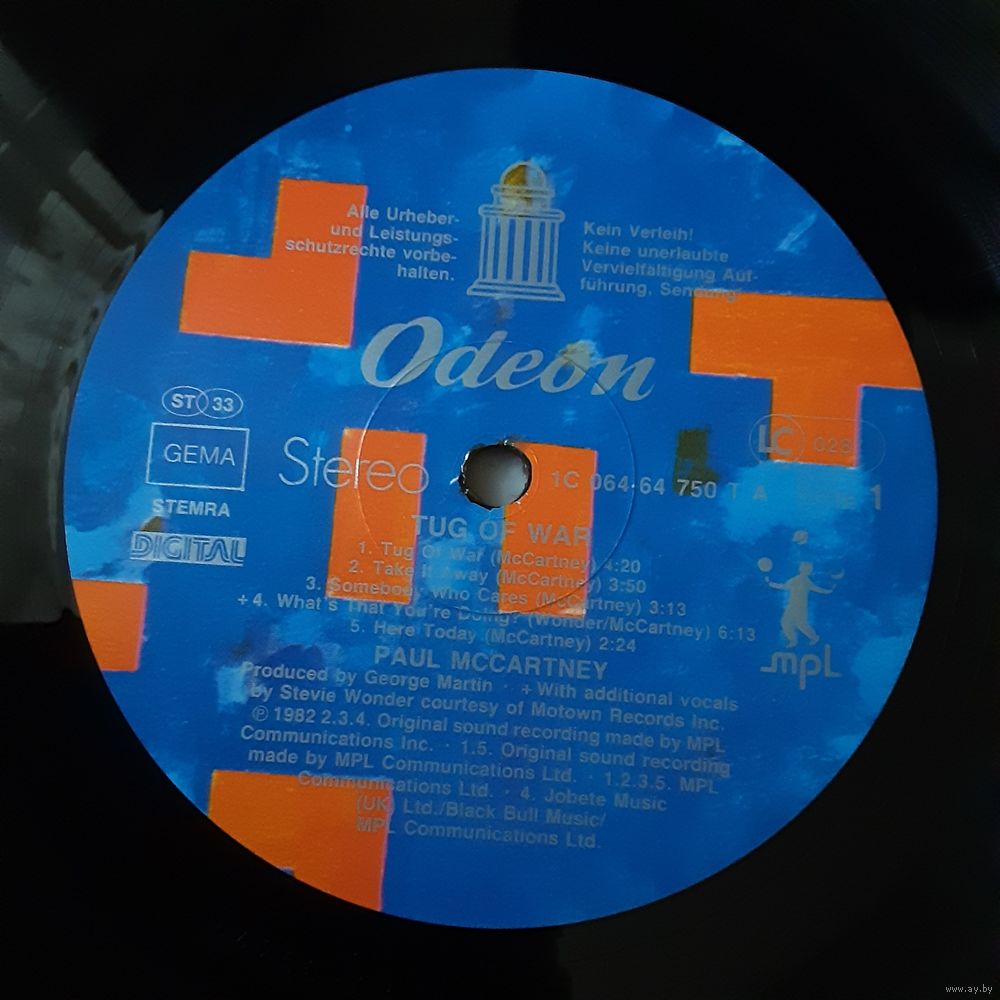 Alle Urheber-
und Leistungs-
schutzrechte vorbe-
halten.
Kein Verleih!
Keine unerlaubte
Vervielfältigung Auf-
führung, Sendung!
Odeon
ST 33
GEMA
STEMRA
DIGITAL
Stereo
LC
1C 064-64 750 T A
1
TUG OF WAR
1. Tug Of War (McCartney) 4:20
2. Take It Away (McCartney) 3:50
3. Somebody Who Cares (McCartney) 3:13
+ 4. What's That You're Doing? (Wonder/McCartney) 6:13
5. Here Today (McCartney) 2:24
PAUL MCCARTNEY
Produced by George Martin · + With additional vocals
by Stevie Wonder courtesy of Motown Records Inc.
℗ 1982 2.3.4. Original sound recording made by MPL
Communications Inc. · 1.5. Original sound recording
made by MPL Communications Ltd. · 1.2.3.5. MPL
Communications Ltd. · 4. Jobete Music
(UK) Ltd./Black Bull Music/
MPL Communications Ltd.
mpL
www.ay.by